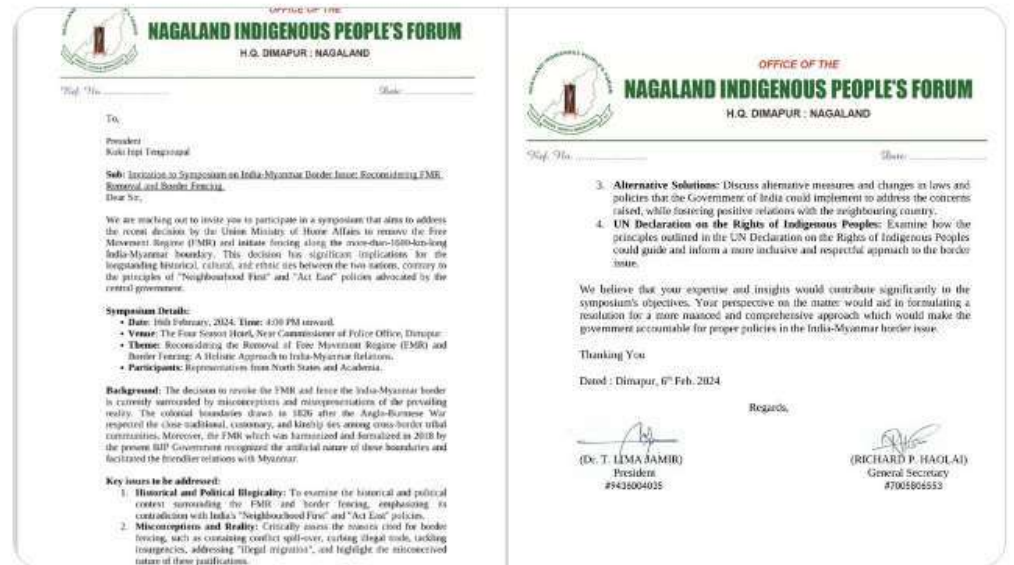 OFFICE OF THE
NAGALAND INDIGENOUS PEOPLE'S FORUM
H.Q. DIMAPUR : NAGALAND
Ref. No.
Date:
To,
President
Kuki Inpi Tengnoupal
Sub: Invitation to Symposium on India-Myanmar Border Issue: Reconsidering FMR
Removal and Border Fencing.
Dear Sir,
We are reaching out to invite you to participate in a symposium that aims to address
the recent decision by the Union Ministry of Home Affairs to remove the Free
Movement Regime (FMR) and initiate fencing along the more-than-1600-km-long
India-Myanmar boundary. This decision has significant implications for the
longstanding historical, cultural, and ethnic ties between the two nations, contrary to
the principles of "Neighbourhood First" and "Act East" policies advocated by the
central government.
Symposium Details:
• Date: 16th February, 2024. Time: 4:00 PM onward.
• Venue: The Four Season Hotel, Near Commissioner of Police Office, Dimapur.
• Theme: Reconsidering the Removal of Free Movement Regime (FMR) and
Border Fencing: A Holistic Approach to India-Myanmar Relations.
• Participants: Representatives from North States and Academia.
Background: The decision to revoke the FMR and fence the India-Myanmar border
is currently surrounded by misconceptions and misrepresentations of the prevailing
reality. The colonial boundaries drawn in 1826 after the Anglo-Burmese War
respected the close traditional, customary, and kinship ties among cross-border tribal
communities. Moreover, the FMR which was harmonized and formalized in 2018 by
the present BJP Government recognized the artificial nature of these boundaries and
facilitated the friendlier relations with Myanmar.
Key issues to be addressed:
1. Historical and Political Illogicality: To examine the historical and political
context surrounding the FMR and border fencing, emphasizing its
contradiction with India's "Neighbourhood First" and "Act East" policies.
2. Misconceptions and Reality: Critically assess the reasons cited for border
fencing, such as containing conflict spill-over, curbing illegal trade, tackling
insurgencies, addressing "illegal migration", and highlight the misconceived
nature of these justifications.
OFFICE OF THE
NAGALAND INDIGENOUS PEOPLE'S FORUM
H.Q. DIMAPUR : NAGALAND
Ref. No.
Date:
3. Alternative Solutions: Discuss alternative measures and changes in laws and
policies that the Government of India could implement to address the concerns
raised, while fostering positive relations with the neighbouring country.
4. UN Declaration on the Rights of Indigenous Peoples: Examine how the
principles outlined in the UN Declaration on the Rights of Indigenous Peoples
could guide and inform a more inclusive and respectful approach to the border
issue.
We believe that your expertise and insights would contribute significantly to the
symposium's objectives. Your perspective on the matter would aid in formulating a
resolution for a more nuanced and comprehensive approach which would make the
government accountable for proper policies in the India-Myanmar border issue.
Thanking You
Dated : Dimapur, 6th Feb. 2024
Regards,
(Dr. T. LIMA JAMIR)
President
#9436004035
(RICHARD P. HAOLAI)
General Secretary
#7005806553